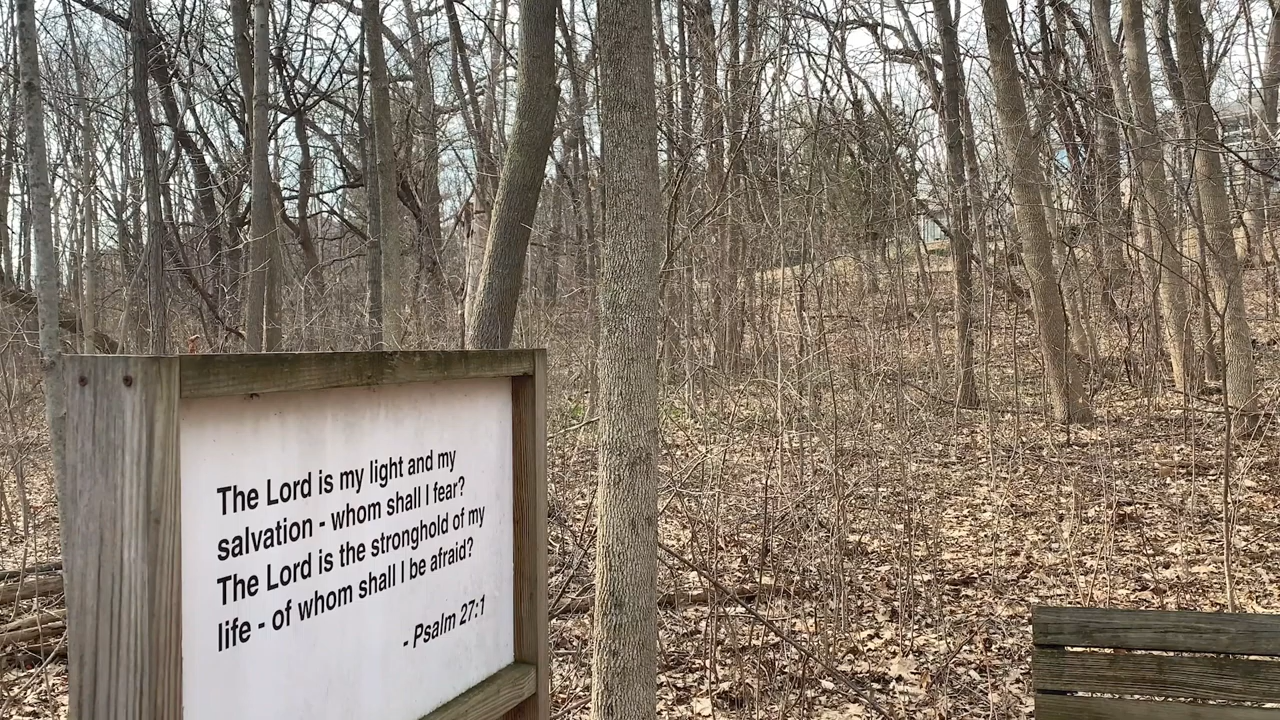 The Lord is my light and my
salvation - whom shall I fear?
The Lord is the stronghold of my
life - of whom shall I be afraid?
- Psalm 27:1